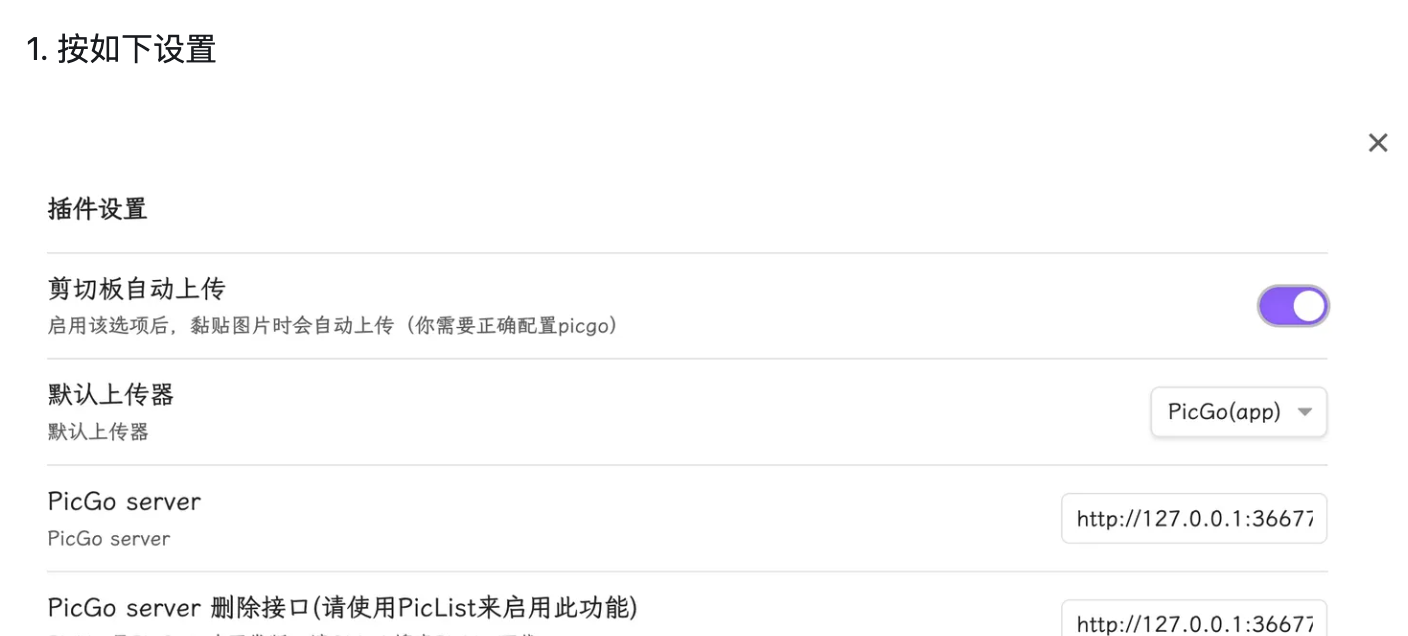 1. 按如下设置
插件设置
剪切板自动上传
启用该选项后，黏贴图片时会自动上传（你需要正确配置picgo）
默认上传器
默认上传器
PicGo(app)
PicGo server
PicGo server
http://127.0.0.1:36677
PicGo server 删除接口(请使用PicList来启用此功能)
http://127.0.0.1:36677